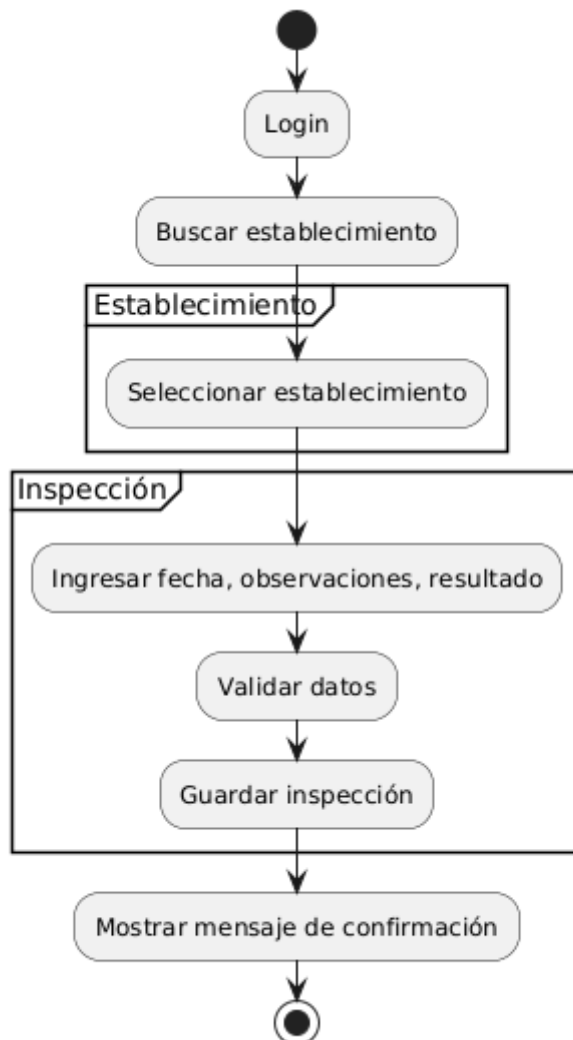 Login
Buscar establecimiento
Establecimiento
Seleccionar establecimiento
Inspección
Ingresar fecha, observaciones, resultado
Validar datos
Guardar inspección
Mostrar mensaje de confirmación